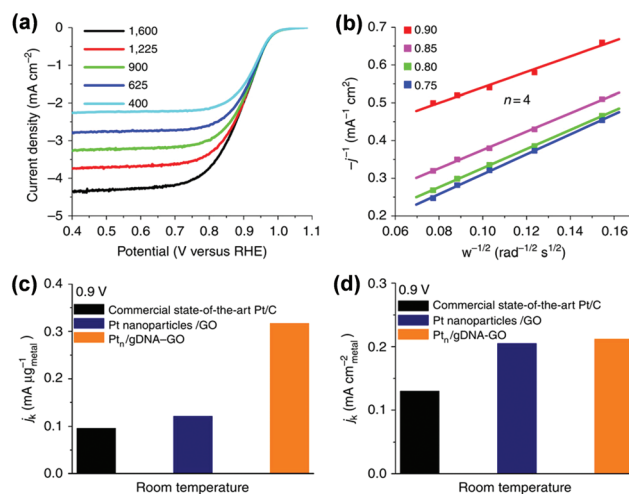 (a)
0
−1
−2
−3
−4
−5
Current density (mA cm⁻²)
1,600
1,225
900
625
400
0.4 0.5 0.6 0.7 0.8 0.9 1.0 1.1
Potential (V versus RHE)
(b)
0.7
0.6
0.5
0.4
0.3
0.2
−j⁻¹ (mA⁻¹ cm²)
0.90
0.85
0.80
0.75
n=4
0.06 0.08 0.10 0.12 0.14 0.16
w⁻¹/² (rad⁻¹/² s¹/²)
(c)
0.4
0.3
0.2
0.1
0.0
jₖ (mA μg⁻¹metal)
0.9 V
Commercial state-of-the-art Pt/C
Pt nanoparticles /GO
Ptₙ/gDNA–GO
Room temperature
(d)
0.3
0.2
0.1
0.0
jₖ (mA cm⁻²metal)
0.9 V
Commercial state-of-the-art Pt/C
Pt nanoparticles /GO
Ptₙ/gDNA-GO
Room temperature